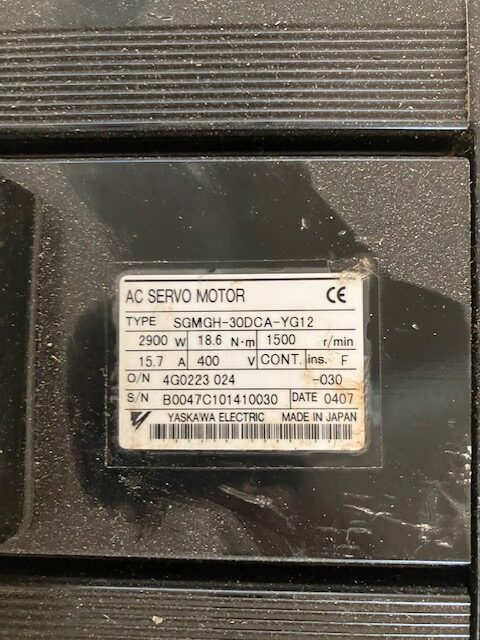 AC SERVO MOTOR CE
TYPE SGMGH-30DCA-YG12
2900 W 18.6 N·m 1500 r/min
15.7 A 400 V CONT. ins. F
O/N 4G0223 024 -030
S/N B0047C101410030 DATE 0407
YASKAWA ELECTRIC MADE IN JAPAN